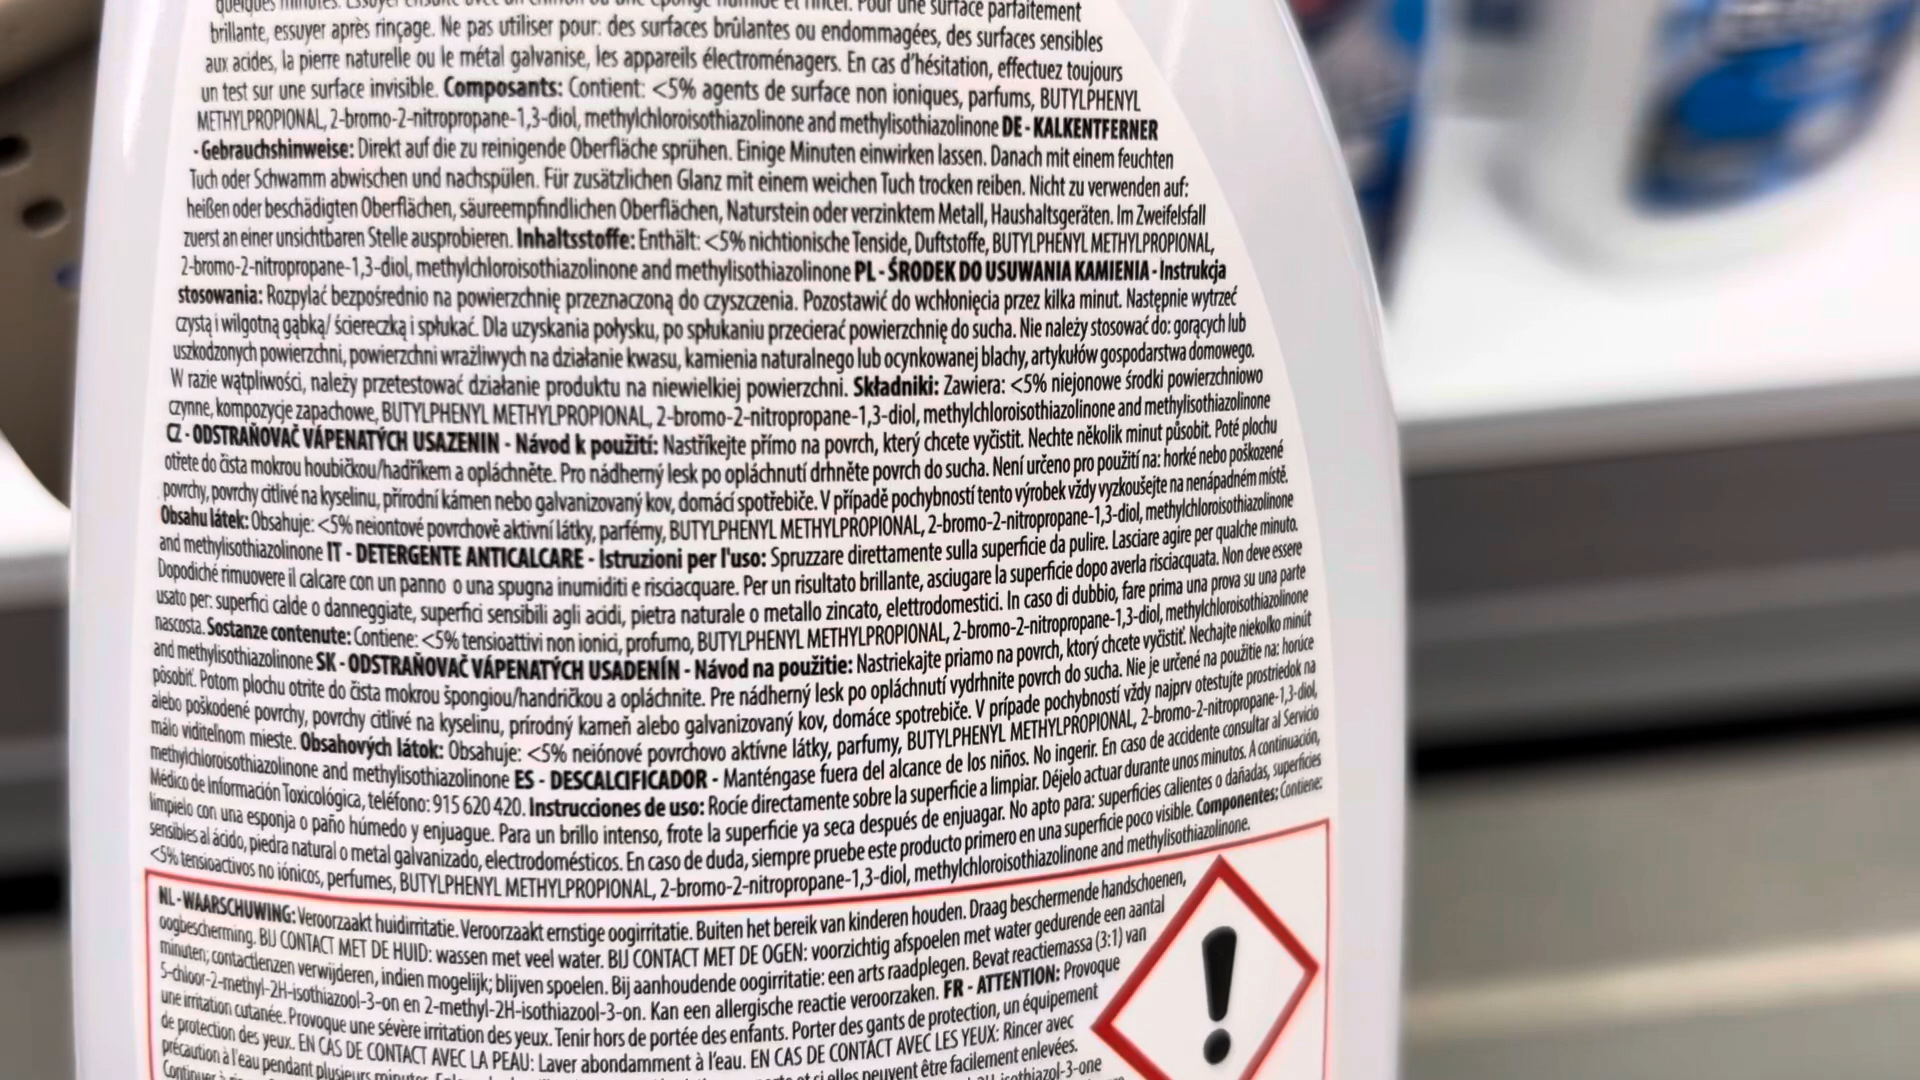 quelques minutes. Essuyer ensuite avec un chiffon ou une éponge humide et rincer. Pour une surface parfaitement
brillante, essuyer après rinçage. Ne pas utiliser pour: des surfaces brûlantes ou endommagées, des surfaces sensibles
aux acides, la pierre naturelle ou le métal galvanise, les appareils électroménagers. En cas d'hésitation, effectuez toujours
un test sur une surface invisible. Composants: Contient: <5% agents de surface non ioniques, parfums, BUTYLPHENYL
METHYLPROPIONAL, 2-bromo-2-nitropropane-1,3-diol, methylchloroisothiazolinone and methylisothiazolinone DE - KALKENTFERNER
- Gebrauchshinweise: Direkt auf die zu reinigende Oberfläche sprühen. Einige Minuten einwirken lassen. Danach mit einem feuchten
Tuch oder Schwamm abwischen und nachspülen. Für zusätzlichen Glanz mit einem weichen Tuch trocken reiben. Nicht zu verwenden auf:
heißen oder beschädigten Oberflächen, säureempfindlichen Oberflächen, Naturstein oder verzinktem Metall, Haushaltsgeräten. Im Zweifelsfall
zuerst an einer unsichtbaren Stelle ausprobieren. Inhaltsstoffe: Enthält: <5% nichtionische Tenside, Duftstoffe, BUTYLPHENYL METHYLPROPIONAL,
2-bromo-2-nitropropane-1,3-diol, methylchloroisothiazolinone and methylisothiazolinone PL - ŚRODEK DO USUWANIA KAMIENIA - Instrukcja
stosowania: Rozpylać bezpośrednio na powierzchnię przeznaczoną do czyszczenia. Pozostawić do wchłonięcia przez kilka minut. Następnie wytrzeć
czystą i wilgotną gąbką/ ściereczką i spłukać. Dla uzyskania połysku, po spłukaniu przecierać powierzchnię do sucha. Nie należy stosować do: gorących lub
uszkodzonych powierzchni, powierzchni wrażliwych na działanie kwasu, kamienia naturalnego lub ocynkowanej blachy, artykułów gospodarstwa domowego.
W razie wątpliwości, należy przetestować działanie produktu na niewielkiej powierzchni. Składniki: Zawiera: <5% niejonowe środki powierzchniowo
czynne, kompozycje zapachowe, BUTYLPHENYL METHYLPROPIONAL, 2-bromo-2-nitropropane-1,3-diol, methylchloroisothiazolinone and methylisothiazolinone
CZ - ODSTRAŇOVAČ VÁPENATÝCH USAZENIN - Návod k použití: Nastříkejte přímo na povrch, který chcete vyčistit. Nechte několik minut působit. Poté plochu
otřete do čista mokrou houbičkou/hadříkem a opláchněte. Pro nádherný lesk po opláchnutí drhněte povrch do sucha. Není určeno pro použití na: horké nebo poškozené
povrchy, povrchy citlivé na kyselinu, přírodní kámen nebo galvanizovaný kov, domácí spotřebiče. V případě pochybností tento výrobek vždy vyzkoušejte na nenápadném místě.
Obsahu látek: Obsahuje: <5% neiontové povrchově aktivní látky, parfémy, BUTYLPHENYL METHYLPROPIONAL, 2-bromo-2-nitropropane-1,3-diol, methylchloroisothiazolinone
and methylisothiazolinone IT - DETERGENTE ANTICALCARE - Istruzioni per l'uso: Spruzzare direttamente sulla superficie da pulire. Lasciare agire per qualche minuto.
Dopodiché rimuovere il calcare con un panno o una spugna inumiditi e risciacquare. Per un risultato brillante, asciugare la superficie dopo averla risciacquata. Non deve essere
usato per: superfici calde o danneggiate, superfici sensibili agli acidi, pietra naturale o metallo zincato, elettrodomestici. In caso di dubbio, fare prima una prova su una parte
nascosta. Sostanze contenute: Contiene: <5% tensioattivi non ionici, profumo, BUTYLPHENYL METHYLPROPIONAL, 2-bromo-2-nitropropane-1,3-diol, methylchloroisothiazolinone
and methylisothiazolinone SK - ODSTRAŇOVAČ VÁPENATÝCH USADENÍN - Návod na použitie: Nastriekajte priamo na povrch, ktorý chcete vyčistiť. Nechajte niekoľko minút
pôsobiť. Potom plochu otrite do čista mokrou špongiou/handričkou a opláchnite. Pre nádherný lesk po opláchnutí vydrhnite povrch do sucha. Nie je určené na použitie na: horúce
alebo poškodené povrchy, povrchy citlivé na kyselinu, prírodný kameň alebo galvanizovaný kov, domáce spotrebiče. V prípade pochybností vždy najprv otestujte prostriedok na
málo viditeľnom mieste. Obsahových látok: Obsahuje: <5% neiónové povrchovo aktívne látky, parfumy, BUTYLPHENYL METHYLPROPIONAL, 2-bromo-2-nitropropane-1,3-diol,
methylchloroisothiazolinone and methylisothiazolinone ES - DESCALCIFICADOR - Manténgase fuera del alcance de los niños. No ingerir. En caso de accidente consultar al Servicio
Médico de Información Toxicológica, teléfono: 915 620 420. Instrucciones de uso: Rocíe directamente sobre la superficie a limpiar. Déjelo actuar durante unos minutos. A continuación,
límpielo con una esponja o paño húmedo y enjuague. Para un brillo intenso, frote la superficie ya seca después de enjuagar. No apto para: superficies calientes o dañadas, superficies
sensibles al ácido, piedra natural o metal galvanizado, electrodomésticos. En caso de duda, siempre pruebe este producto primero en una superficie poco visible. Componentes: Contiene:
<5% tensioactivos no iónicos, perfumes, BUTYLPHENYL METHYLPROPIONAL, 2-bromo-2-nitropropane-1,3-diol, methylchloroisothiazolinone and methylisothiazolinone.
NL - WAARSCHUWING: Veroorzaakt huidirritatie. Veroorzaakt ernstige oogirritatie. Buiten het bereik van kinderen houden. Draag beschermende handschoenen,
oogbescherming. BIJ CONTACT MET DE HUID: wassen met veel water. BIJ CONTACT MET DE OGEN: voorzichtig afspoelen met water gedurende een aantal
minuten; contactlenzen verwijderen, indien mogelijk; blijven spoelen. Bij aanhoudende oogirritatie: een arts raadplegen. Bevat reactiemassa (3:1) van
5-chloor-2-methyl-2H-isothiazool-3-on en 2-methyl-2H-isothiazool-3-on. Kan een allergische reactie veroorzaken. FR - ATTENTION: Provoque
une irritation cutanée. Provoque une sévère irritation des yeux. Tenir hors de portée des enfants. Porter des gants de protection, un équipement
de protection des yeux. EN CAS DE CONTACT AVEC LA PEAU: Laver abondamment à l'eau. EN CAS DE CONTACT AVEC LES YEUX: Rincer avec
précaution à l'eau pendant plusieurs minutes. et si elles peuvent être facilement enlevées.
Continuer à